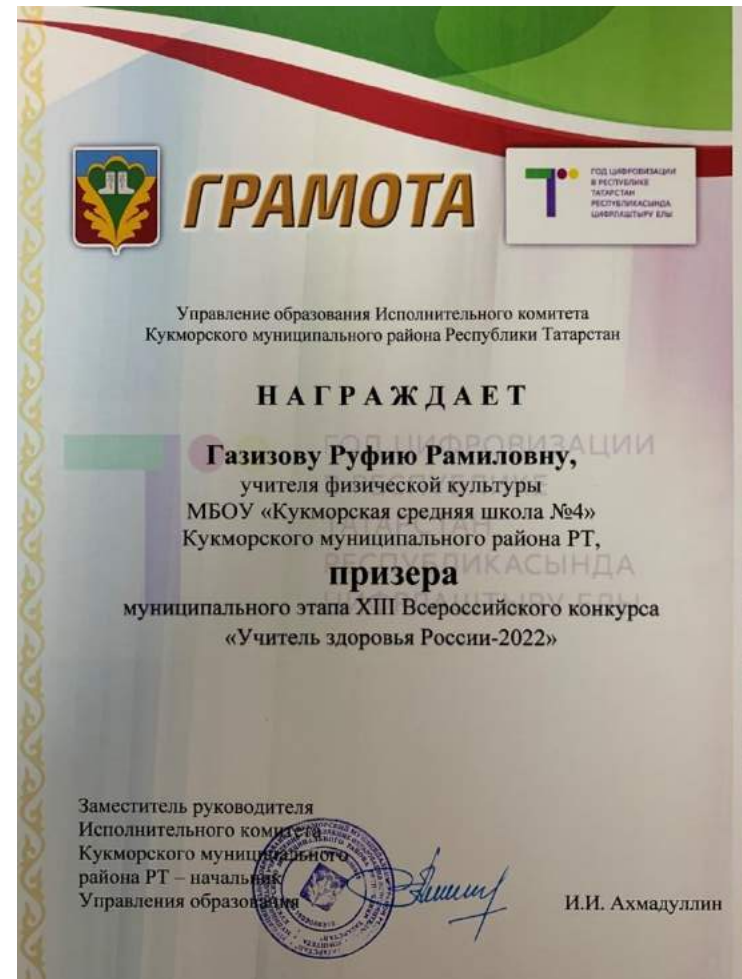 ГРАМОТА
ГОД ЦИФРОВИЗАЦИИ
В РЕСПУБЛИКЕ
ТАТАРСТАН
РЕСПУБЛИКАСЫНДА
ЦИФРЛАШТЫРУ ЕЛЫ
Управление образования Исполнительного комитета
Кукморского муниципального района Республики Татарстан
НАГРАЖДАЕТ
Газизову Руфию Рамиловну,
учителя физической культуры
МБОУ «Кукморская средняя школа №4»
Кукморского муниципального района РТ,
призера
муниципального этапа XIII Всероссийского конкурса
«Учитель здоровья России-2022»
Заместитель руководителя
Исполнительного комитета
Кукморского муниципального
района РТ – начальник
Управления образования
И.И. Ахмадуллин